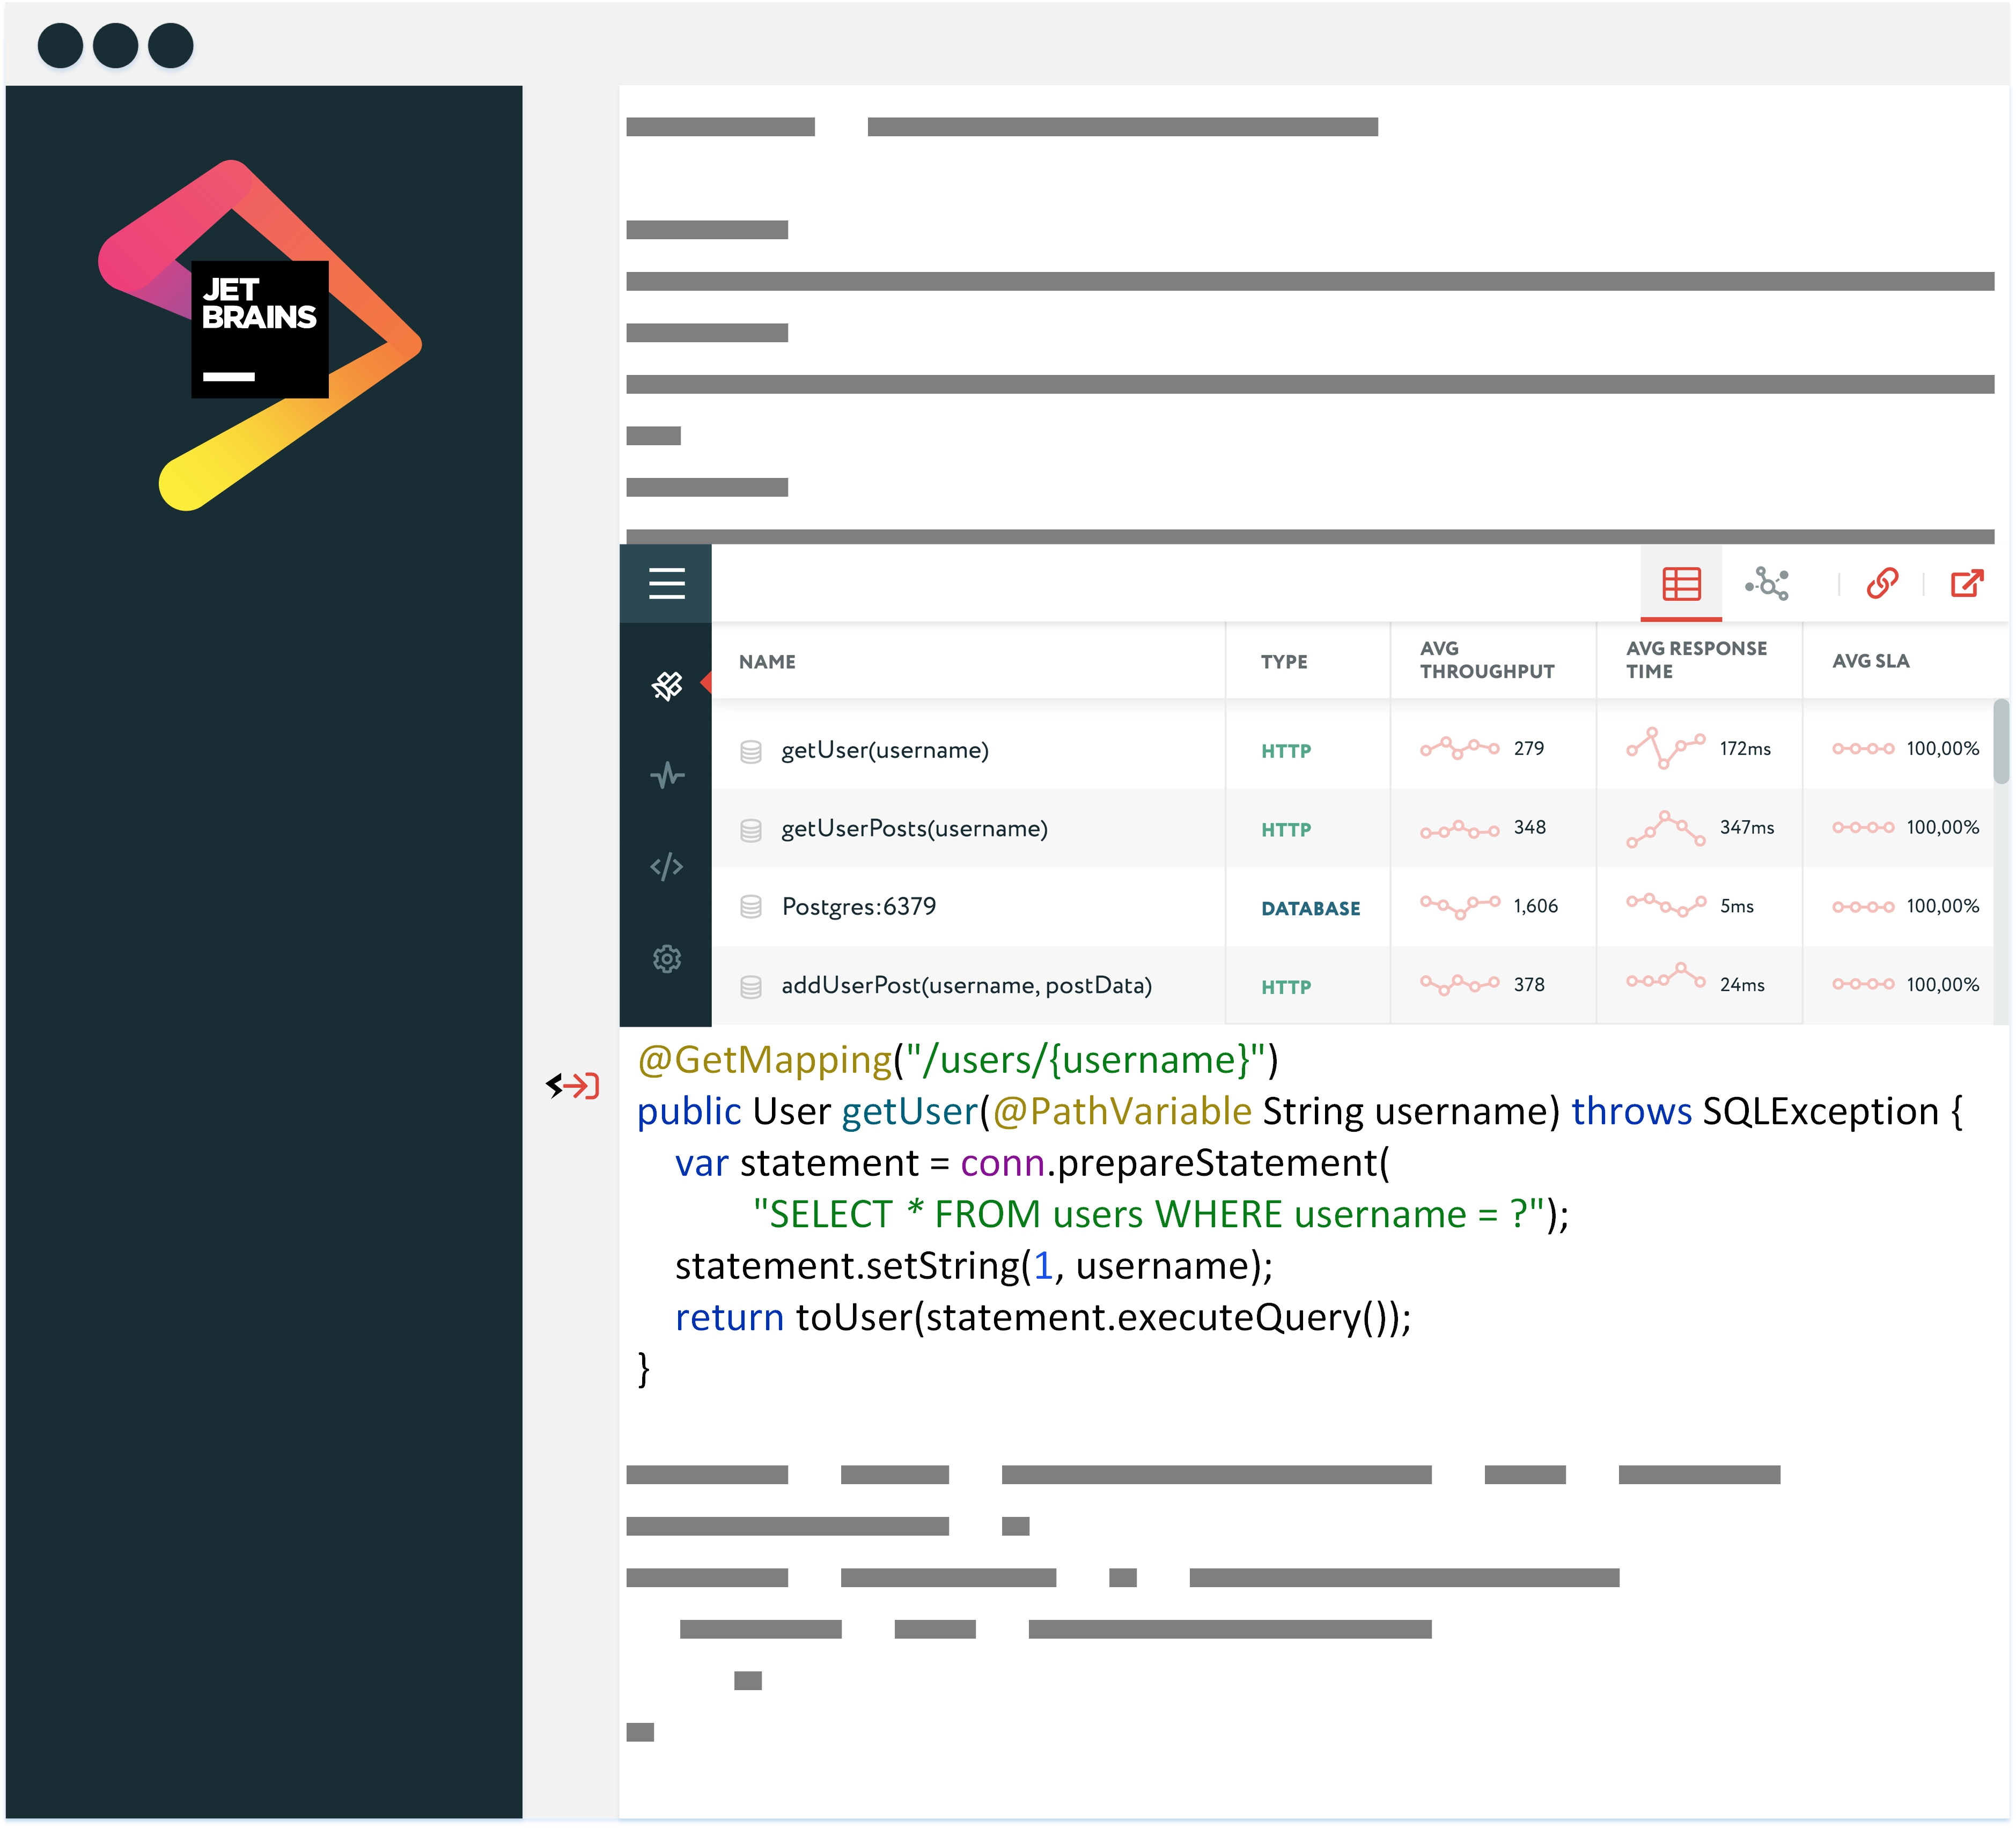 JET
BRAINS
NAME TYPE AVG THROUGHPUT AVG RESPONSE TIME AVG SLA
getUser(username) HTTP 279 172ms 100,00%
getUserPosts(username) HTTP 348 347ms 100,00%
Postgres:6379 DATABASE 1,606 5ms 100,00%
addUserPost(username, postData) HTTP 378 24ms 100,00%
@GetMapping("/users/{username}")
public User getUser(@PathVariable String username) throws SQLException {
var statement = conn.prepareStatement(
"SELECT * FROM users WHERE username = ?");
statement.setString(1, username);
return toUser(statement.executeQuery());
}